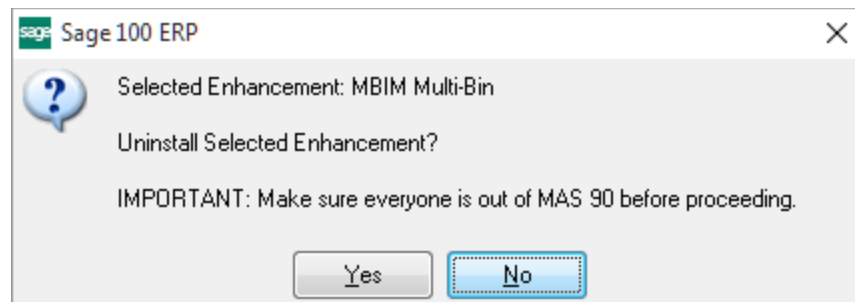 sage Sage 100 ERP
Selected Enhancement: MBIM Multi-Bin
Uninstall Selected Enhancement?
IMPORTANT: Make sure everyone is out of MAS 90 before proceeding.
Yes No